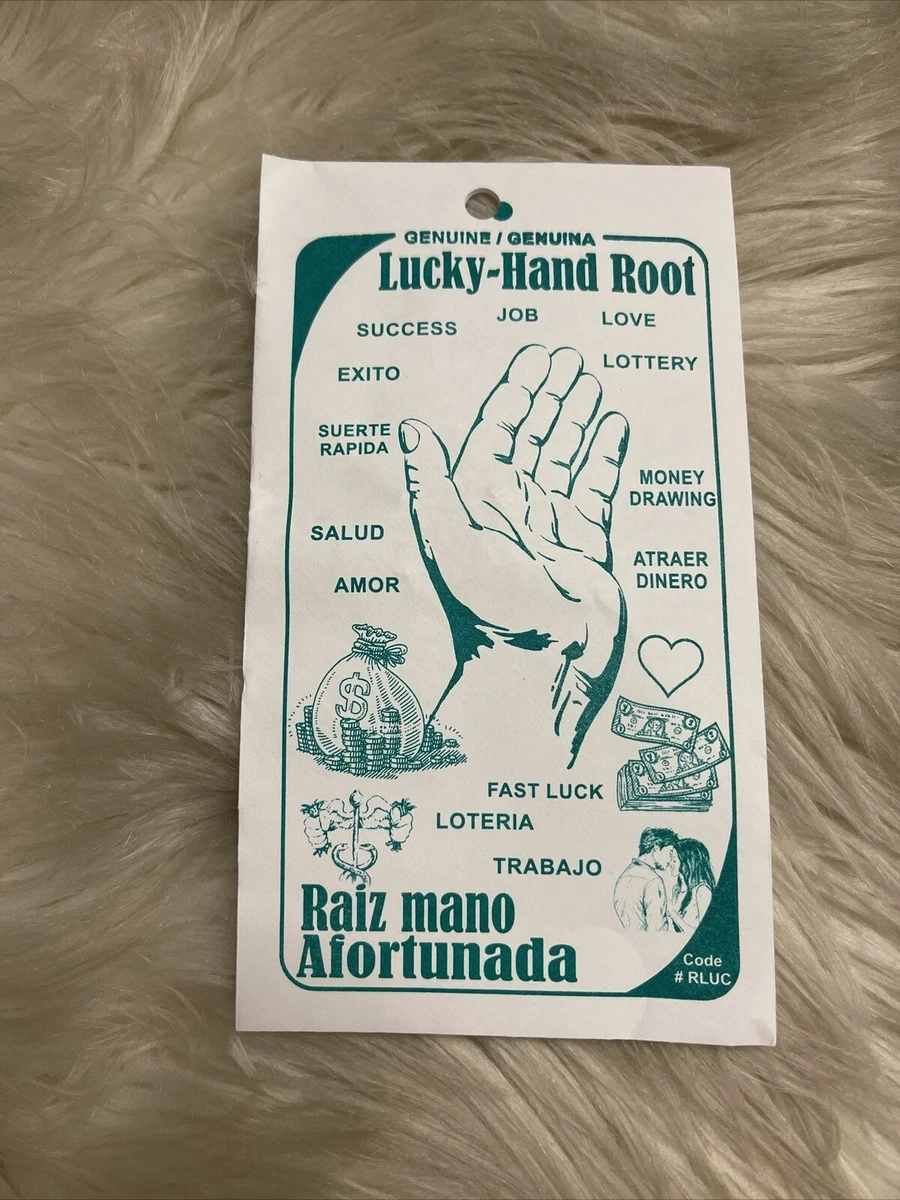 GENUINE / GENUINA
Lucky-Hand Root
SUCCESS
JOB
LOVE
EXITO
LOTTERY
SUERTE
RAPIDA
MONEY
DRAWING
SALUD
ATRAER
DINERO
AMOR
$
FAST LUCK
LOTERIA
TRABAJO
Raiz mano
Afortunada
Code
# RLUC